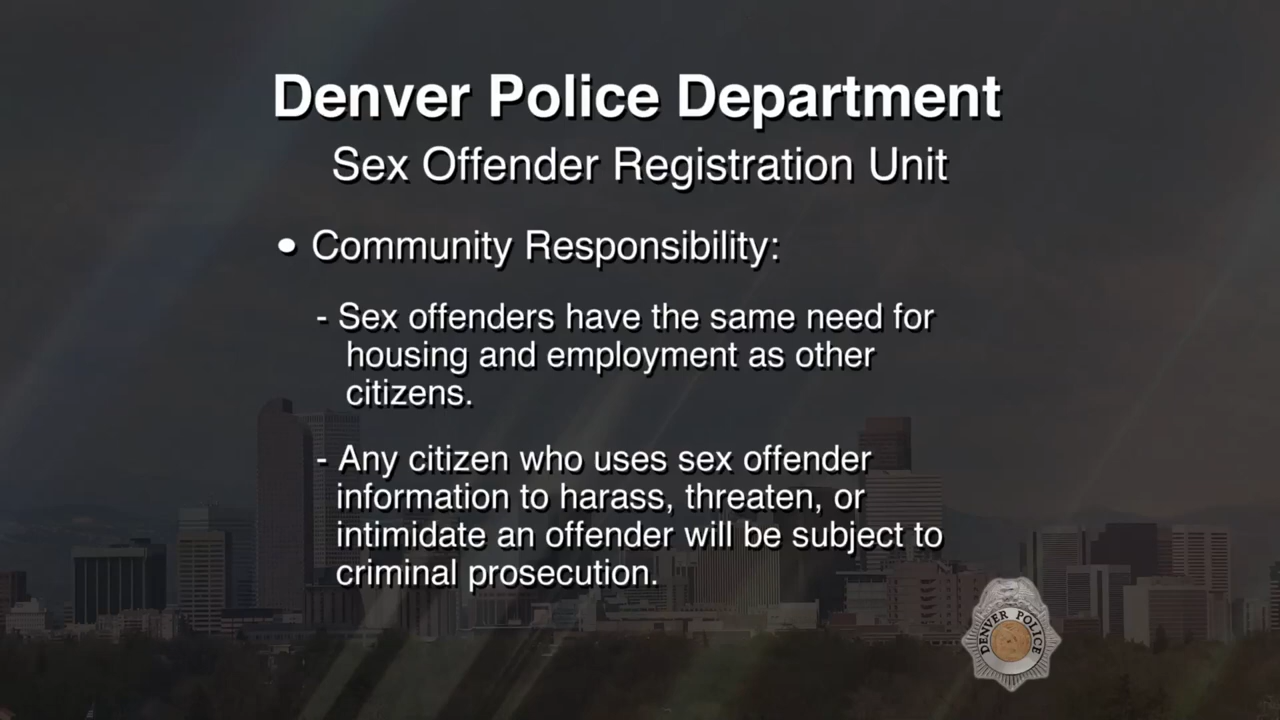 Denver Police Department
Sex Offender Registration Unit
• Community Responsibility:
- Sex offenders have the same need for
housing and employment as other
citizens.
- Any citizen who uses sex offender
information to harass, threaten, or
intimidate an offender will be subject to
criminal prosecution.
DENVER POLICE